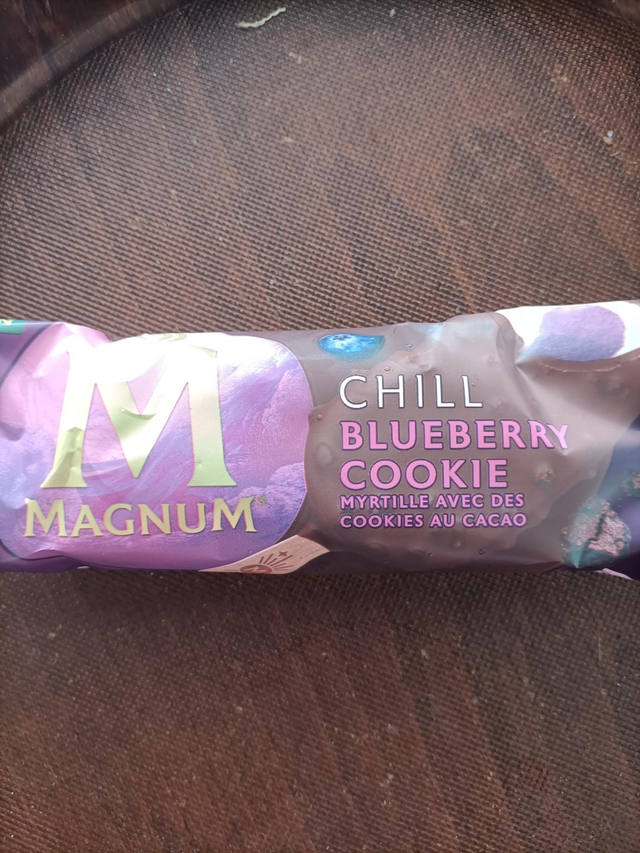 M
MAGNUM
CHILL
BLUEBERRY
COOKIE
MYRTILLE AVEC DES
COOKIES AU CACAO